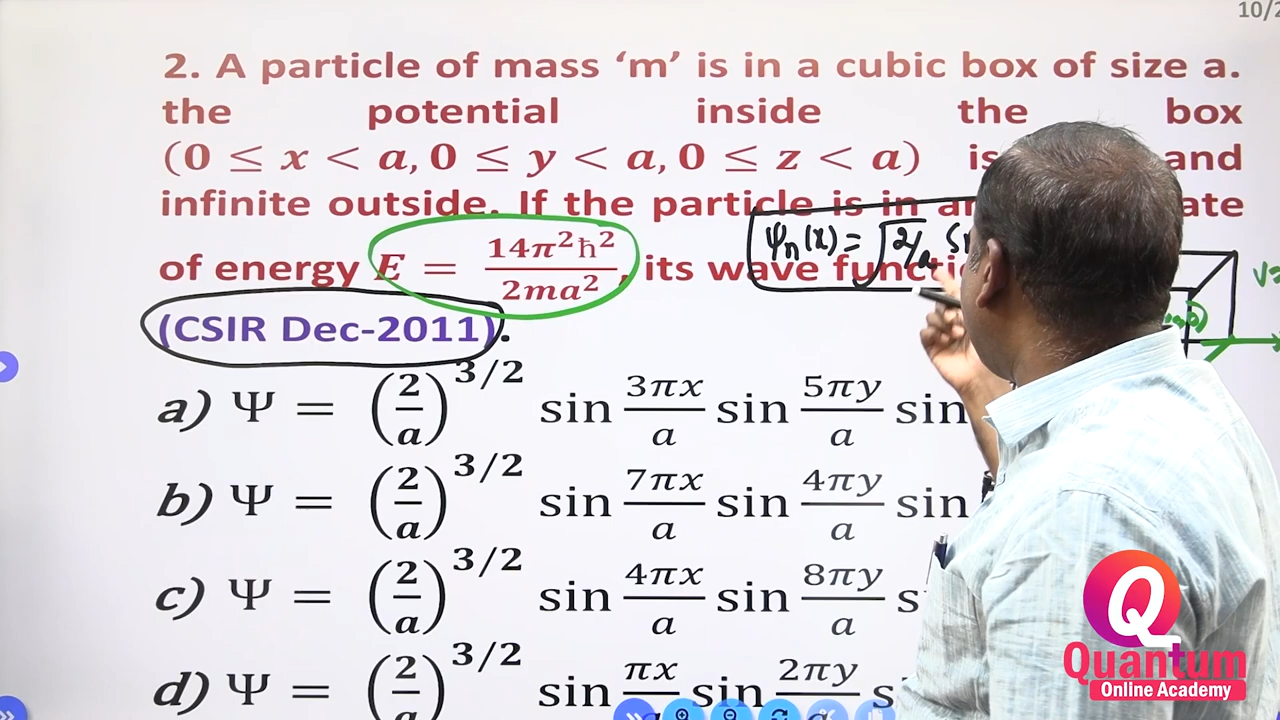 10/2
2. A particle of mass ‘m’ is in a cubic box of size a.
the potential inside the box
(0 ≤ x < a, 0 ≤ y < a, 0 ≤ z < a) is and
infinite outside. If the particle is in an ate
of energy E = 14π²ħ²/2ma², its wave
ψn(x) = √2/a
V=
(CSIR Dec-2011).
a) Ψ = (2/a)^3/2 sin 3πx/a sin 5πy/a sin
b) Ψ = (2/a)^3/2 sin 7πx/a sin 4πy/a sin
c) Ψ = (2/a)^3/2 sin 4πx/a sin 8πy/a s
d) Ψ = (2/a)^3/2 sin πx/a sin 2πy/a s
Q
Quantum
Online Academy